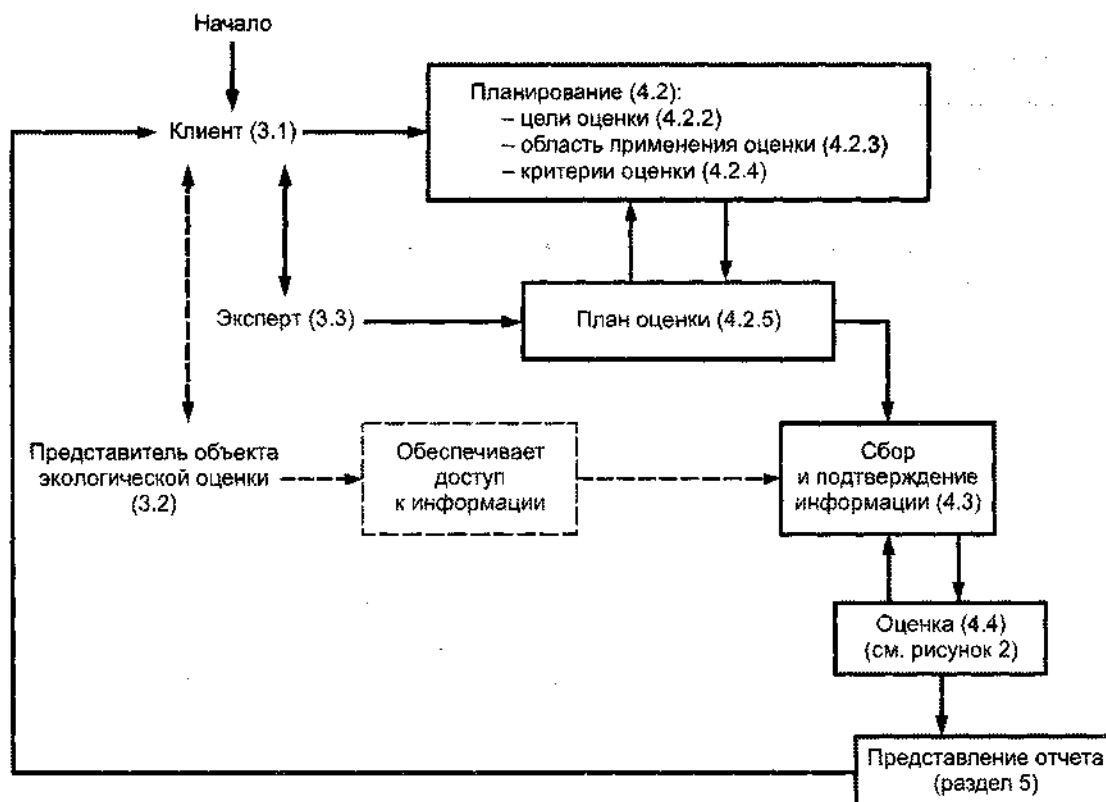 Начало
Клиент (3.1)
Планирование (4.2):
– цели оценки (4.2.2)
– область применения оценки (4.2.3)
– критерии оценки (4.2.4)
Эксперт (3.3)
План оценки (4.2.5)
Представитель объекта
экологической оценки
(3.2)
Обеспечивает
доступ
к информации
Сбор
и подтверждение
информации (4.3)
Оценка (4.4)
(см. рисунок 2)
Представление отчета
(раздел 5)